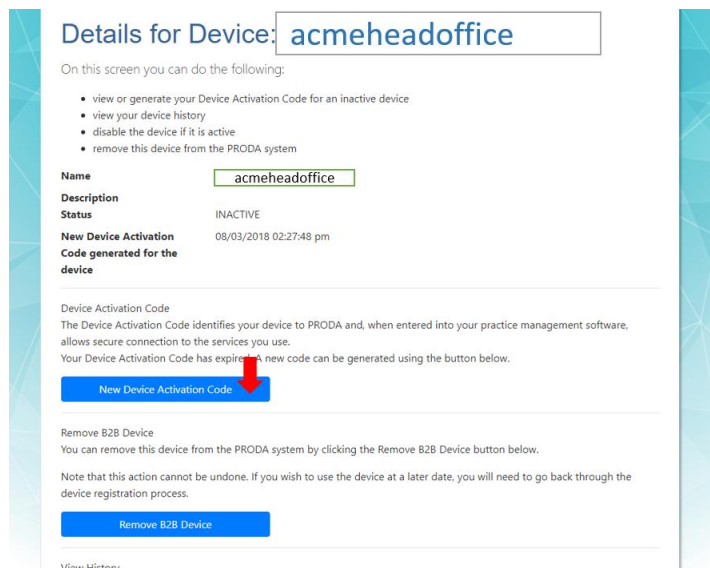 Details for Device: acmeheadoffice
On this screen you can do the following:
view or generate your Device Activation Code for an inactive device
view your device history
disable the device if it is active
remove this device from the PRODA system
Name acmeheadoffice
Description
Status INACTIVE
New Device Activation 08/03/2018 02:27:48 pm
Code generated for the
device
Device Activation Code
The Device Activation Code identifies your device to PRODA and, when entered into your practice management software,
allows secure connection to the services you use.
Your Device Activation Code has expired. A new code can be generated using the button below.
New Device Activation Code
Remove B2B Device
You can remove this device from the PRODA system by clicking the Remove B2B Device button below.
Note that this action cannot be undone. If you wish to use the device at a later date, you will need to go back through the
device registration process.
Remove B2B Device
View History